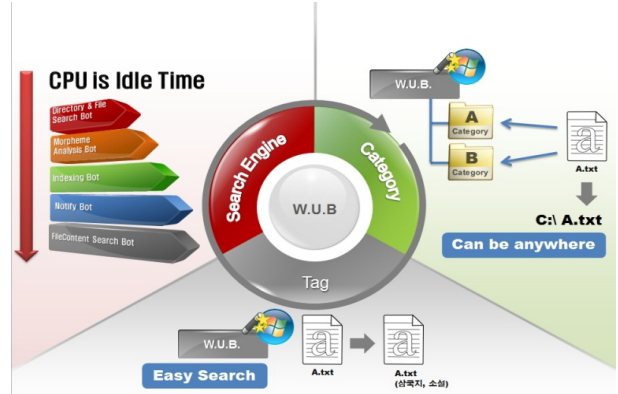 CPU is Idle Time
Directory & File
Search Bot
Morpheme
Analysis Bot
Indexing Bot
Notify Bot
FileContent Search Bot
Search Engine
Category
W.U.B
Tag
W.U.B.
A
Category
B
Category
A.txt
C:\ A.txt
Can be anywhere
W.U.B.
Easy Search
A.txt
A.txt
(삼국지, 소설)